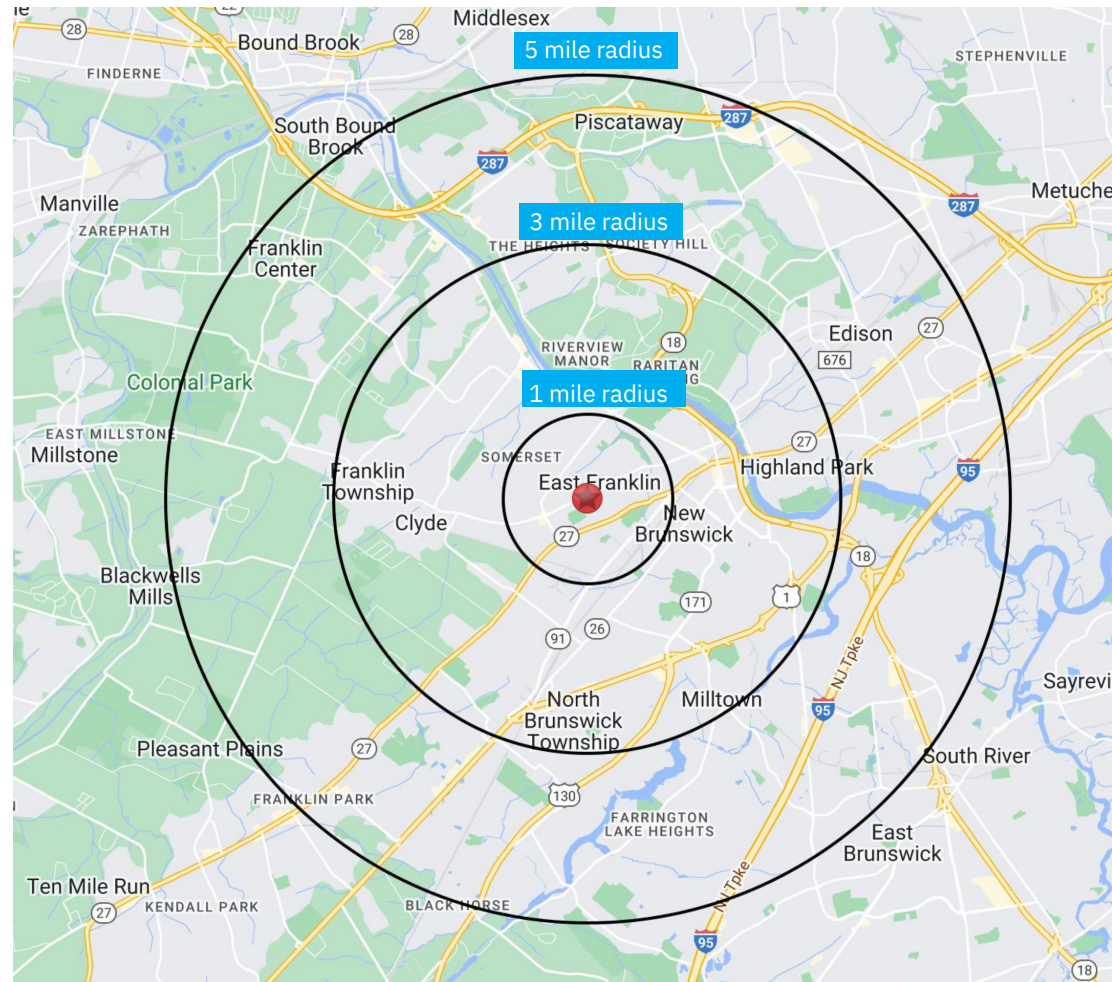 Middlesex
28
Bound Brook
28
5 mile radius
FINDERNE
STEPHENVILLE
South Bound
Brook
Piscataway
287
287
Manville
ZAREPHATH
287
3 mile radius
Franklin
Center
THE HEIGHTS
SOCIETY HILL
RIVERVIEW
MANOR
18
Edison
27
676
RARITAN
Colonial Park
1 mile radius
EAST MILLSTONE
Millstone
SOMERSET
27
Highland Park
95
Franklin
Township
East Franklin
Clyde
27
New
Brunswick
18
Blackwells
Mills
171
1
91
26
NJ Tpke
North
Brunswick
Township
Milltown
95
27
Pleasant Plains
South River
FRANKLIN PARK
130
FARRINGTON
LAKE HEIGHTS
East
Brunswick
Ten Mile Run
27
KENDALL PARK
BLACK HORSE
NJ Tpke
95
18